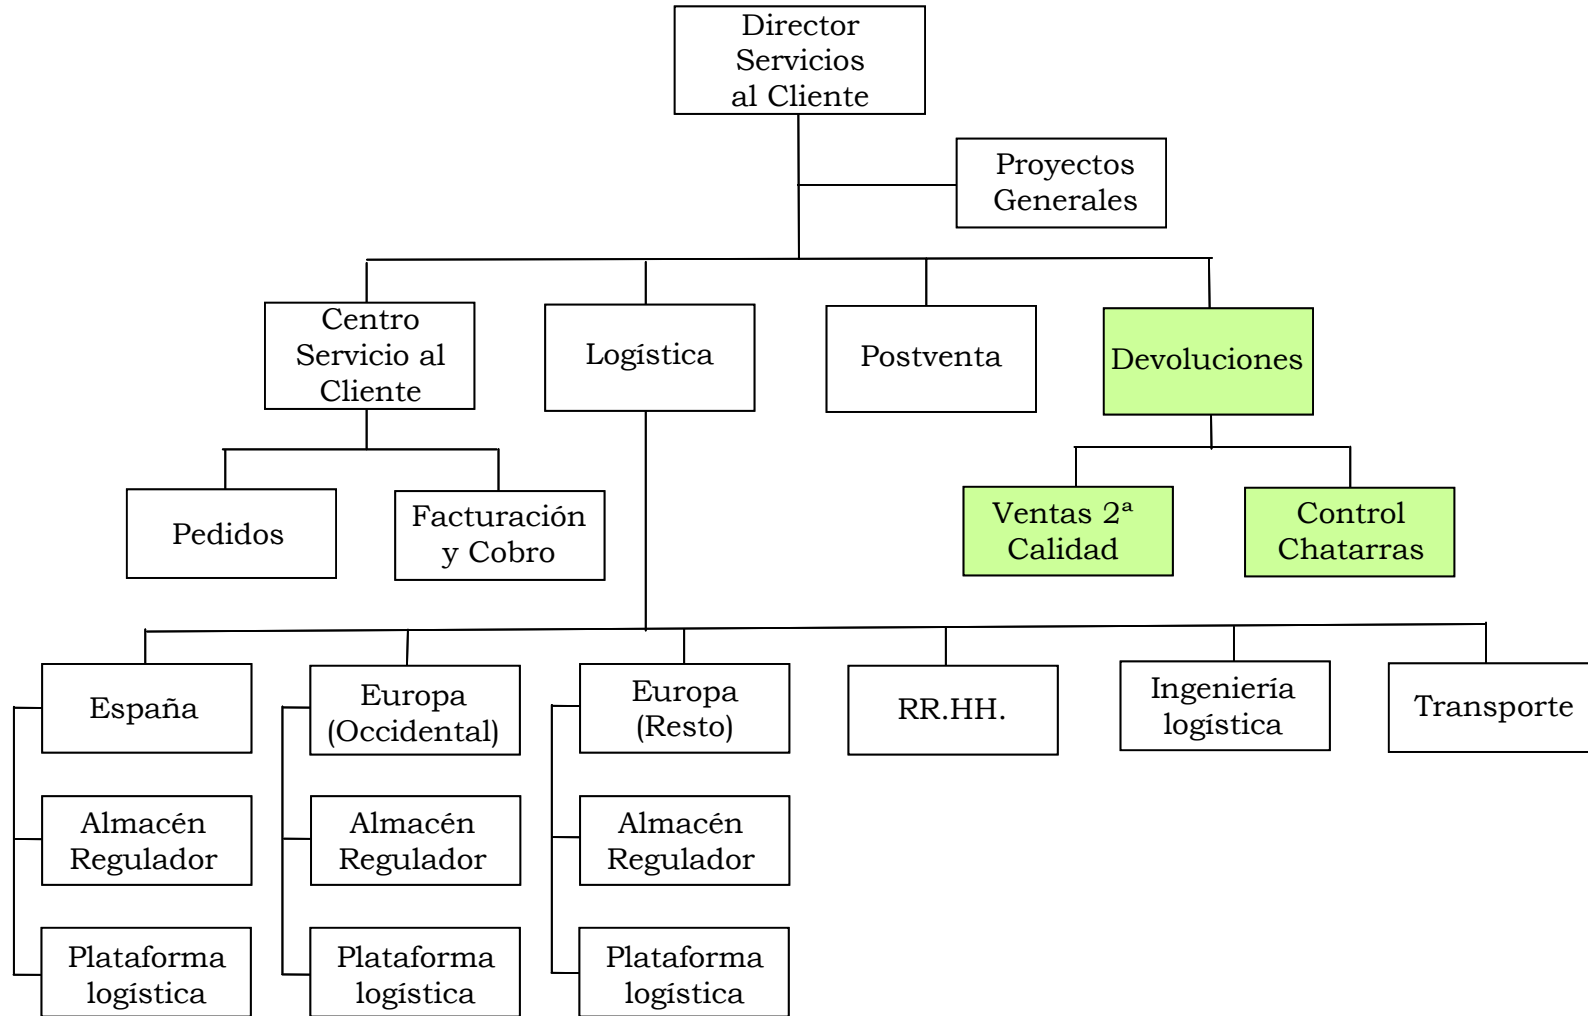 Director
Servicios
al Cliente
Proyectos
Generales
Centro
Servicio al
Cliente
Logística
Postventa
Devoluciones
Pedidos
Facturación
y Cobro
Ventas 2ª
Calidad
Control
Chatarras
España
Europa
(Occidental)
Europa
(Resto)
RR.HH.
Ingeniería
logística
Transporte
Almacén
Regulador
Almacén
Regulador
Almacén
Regulador
Plataforma
logística
Plataforma
logística
Plataforma
logística